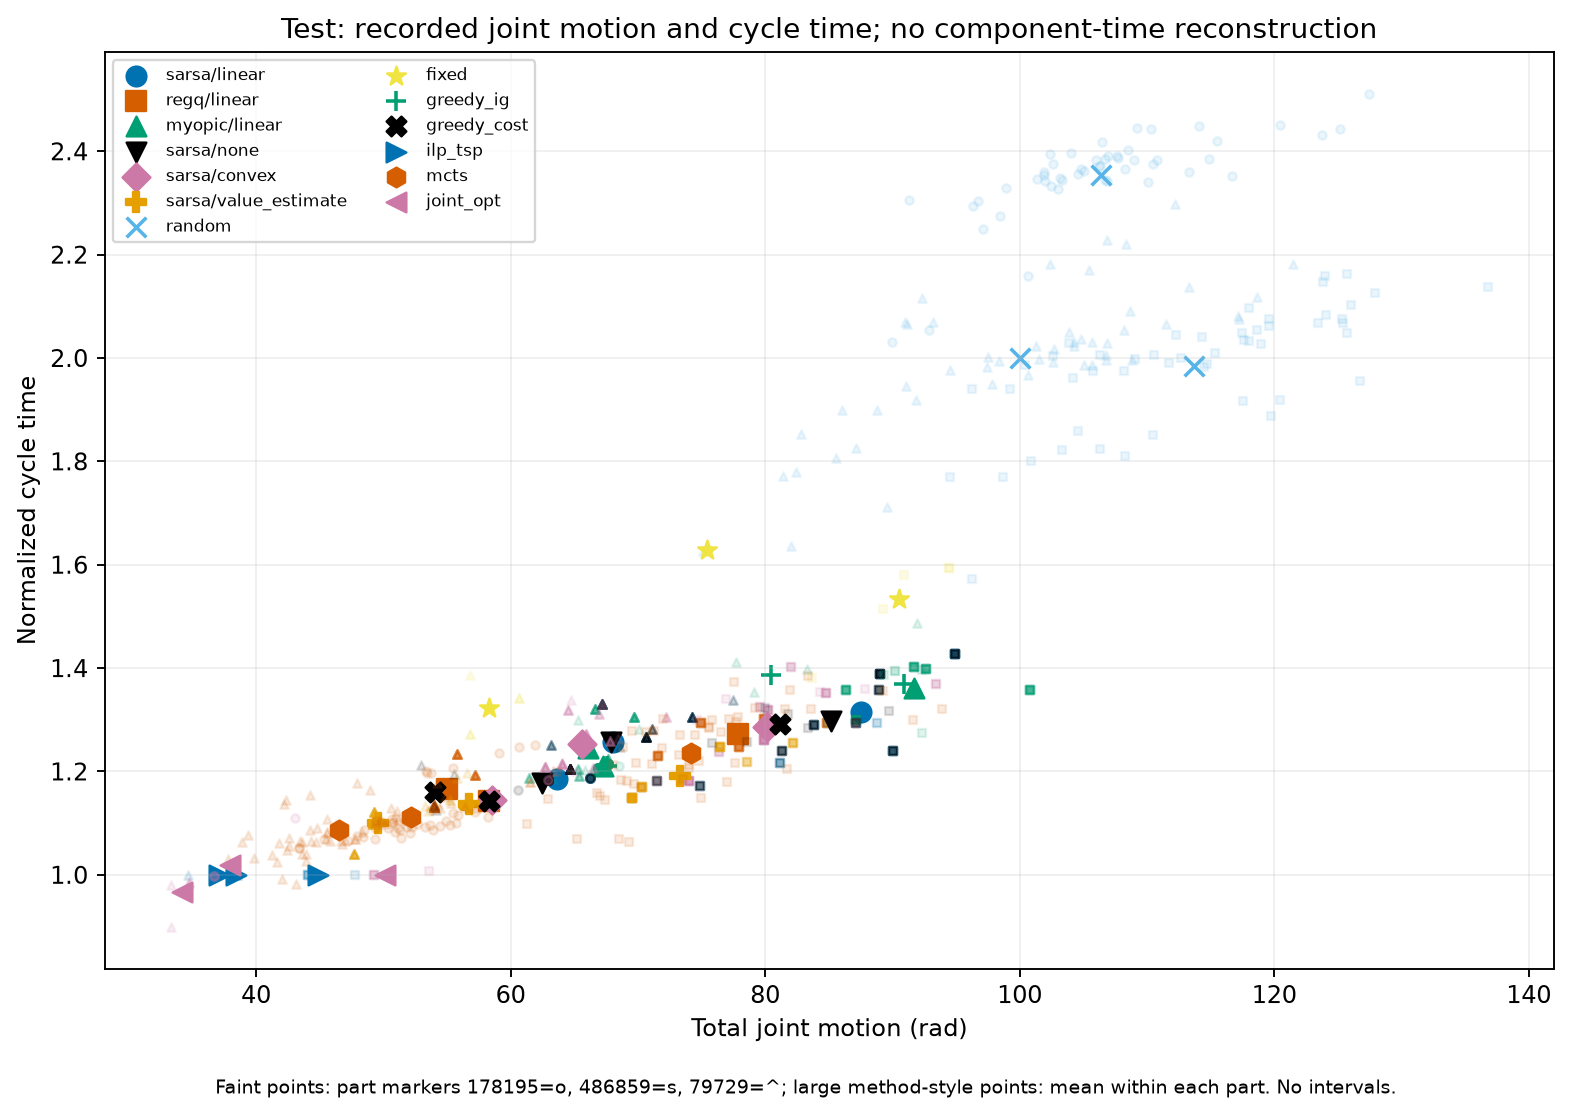 Test: recorded joint motion and cycle time; no component-time reconstruction
sarsa/linear
regq/linear
myopic/linear
sarsa/none
sarsa/convex
sarsa/value_estimate
random
fixed
greedy_ig
greedy_cost
ilp_tsp
mcts
joint_opt
Normalized cycle time
2.4
2.2
2.0
1.8
1.6
1.4
1.2
1.0
40
60
80
100
120
140
Total joint motion (rad)
Faint points: part markers 178195=o, 486859=s, 79729=^; large method-style points: mean within each part. No intervals.